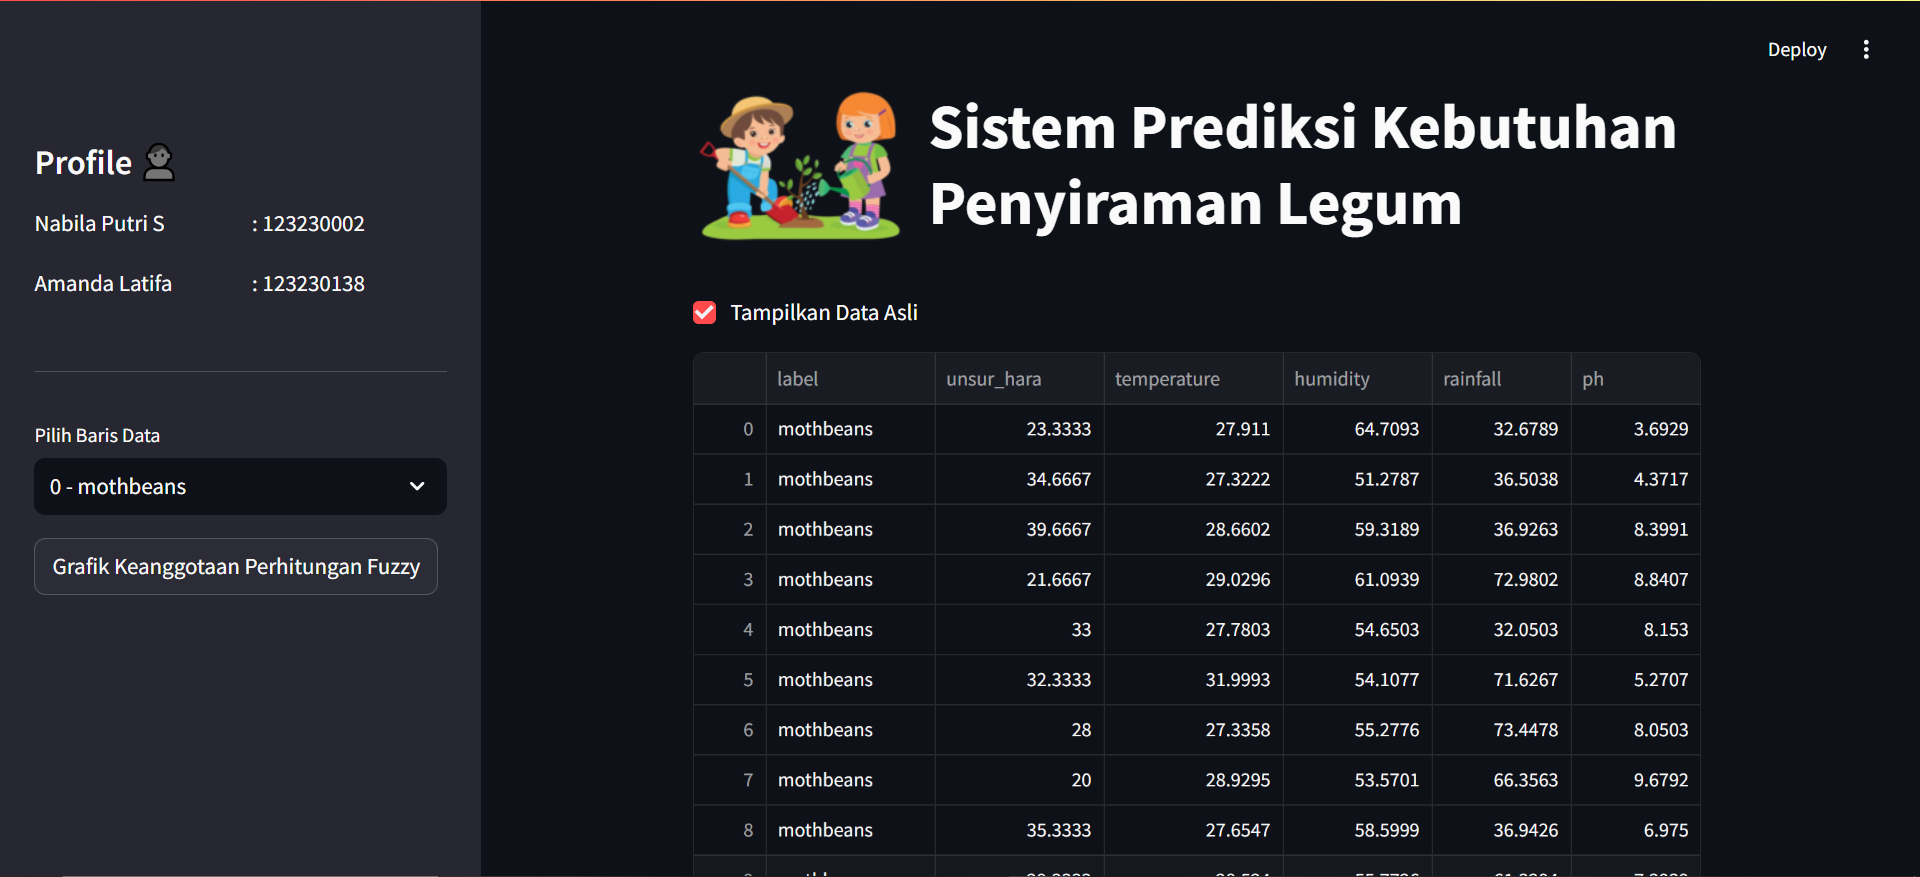 Deploy
Profile
Nabila Putri S : 123230002
Amanda Latifa : 123230138
Pilih Baris Data
0 - mothbeans
Grafik Keanggotaan Perhitungan Fuzzy
Sistem Prediksi Kebutuhan
Penyiraman Legum
Tampilkan Data Asli
label unsur_hara temperature humidity rainfall ph
0 mothbeans 23.3333 27.911 64.7093 32.6789 3.6929
1 mothbeans 34.6667 27.3222 51.2787 36.5038 4.3717
2 mothbeans 39.6667 28.6602 59.3189 36.9263 8.3991
3 mothbeans 21.6667 29.0296 61.0939 72.9802 8.8407
4 mothbeans 33 27.7803 54.6503 32.0503 8.153
5 mothbeans 32.3333 31.9993 54.1077 71.6267 5.2707
6 mothbeans 28 27.3358 55.2776 73.4478 8.0503
7 mothbeans 20 28.9295 53.5701 66.3563 9.6792
8 mothbeans 35.3333 27.6547 58.5999 36.9426 6.975